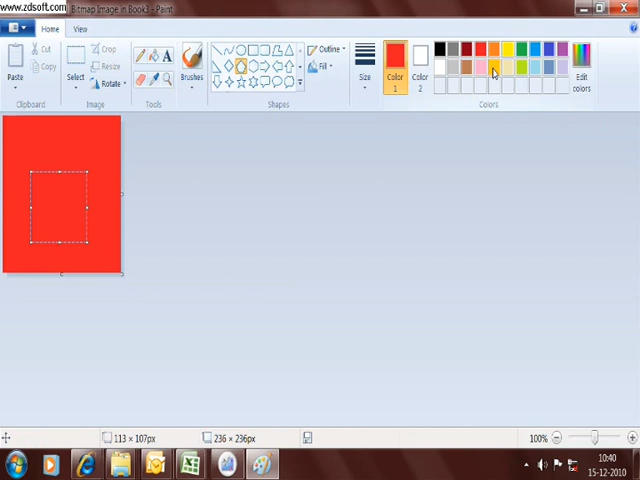 www.zdsoft.com
Bitmap Image in Book3 - Paint
Home View
Paste
Cut
Copy
Clipboard
Select
Crop
Resize
Rotate
Image
A
Tools
Brushes
Outline
Fill
Shapes
Size
Color
1
Color
2
Edit
colors
Colors
113 × 107px
236 × 236px
100%
10:40
15-12-2010